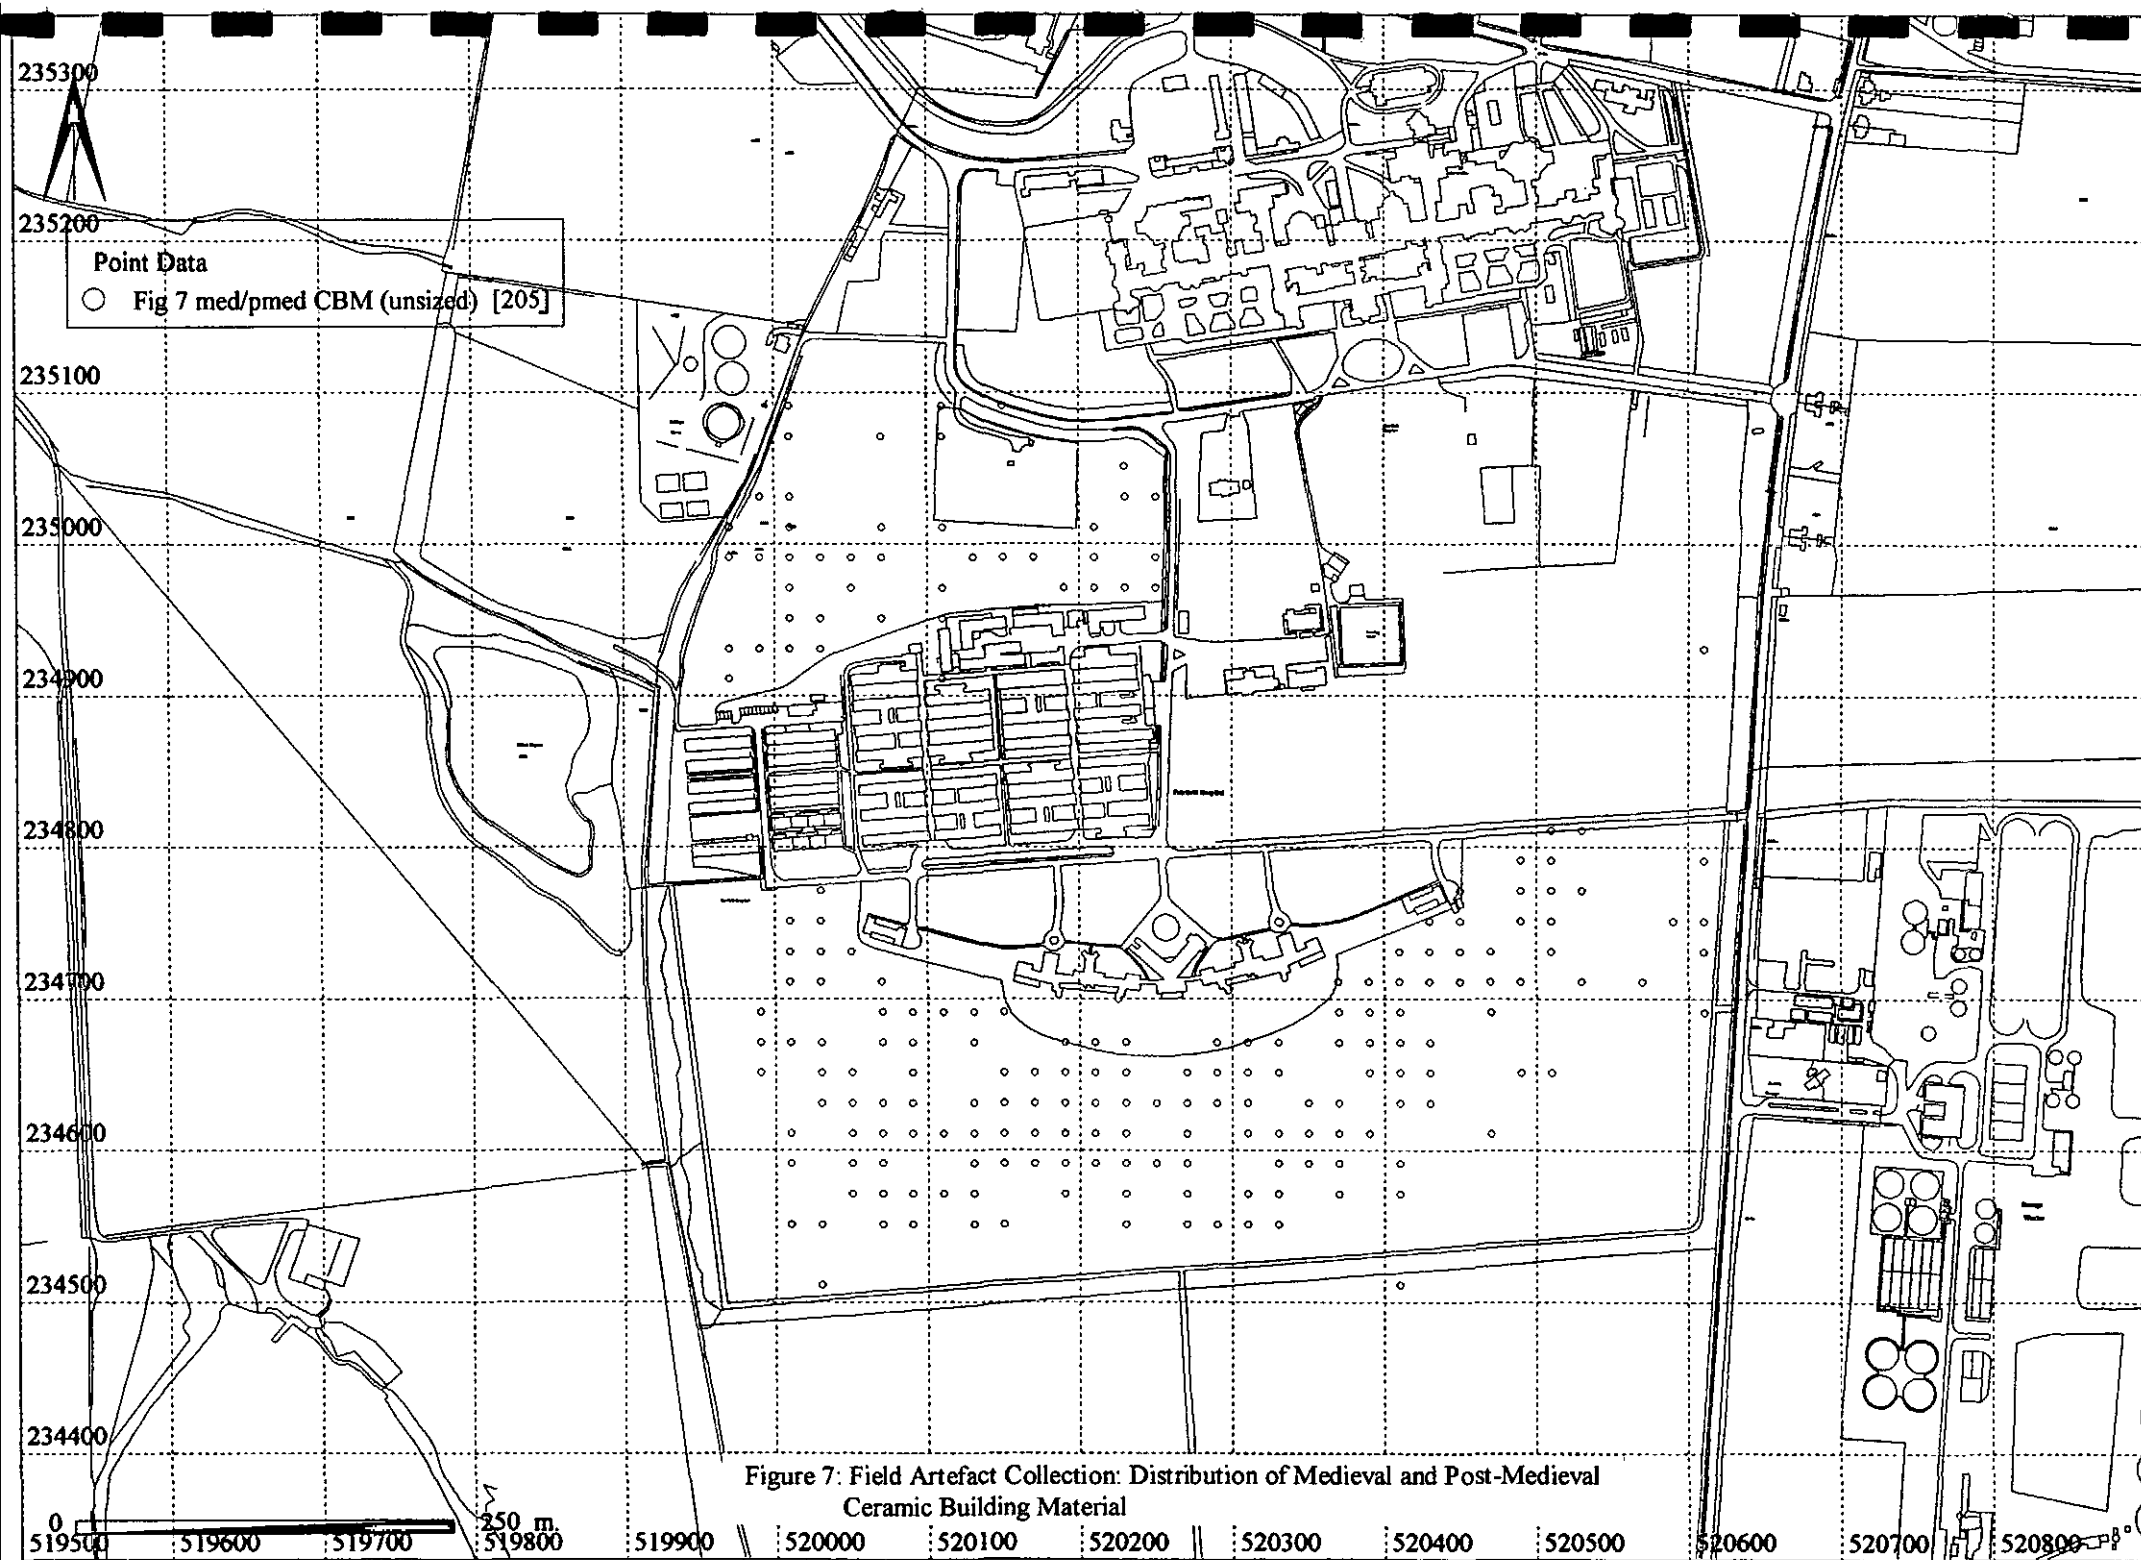 235300
235200
Point Data
Fig 7 med/pmed CBM (unsized) [205]
235100
235000
234900
234800
234700
234600
234500
234400
Figure 7: Field Artefact Collection: Distribution of Medieval and Post-Medieval
Ceramic Building Material
0 250 m.
519500 519600 519700 519800 519900 520000 520100 520200 520300 520400 520500 520600 520700 520800